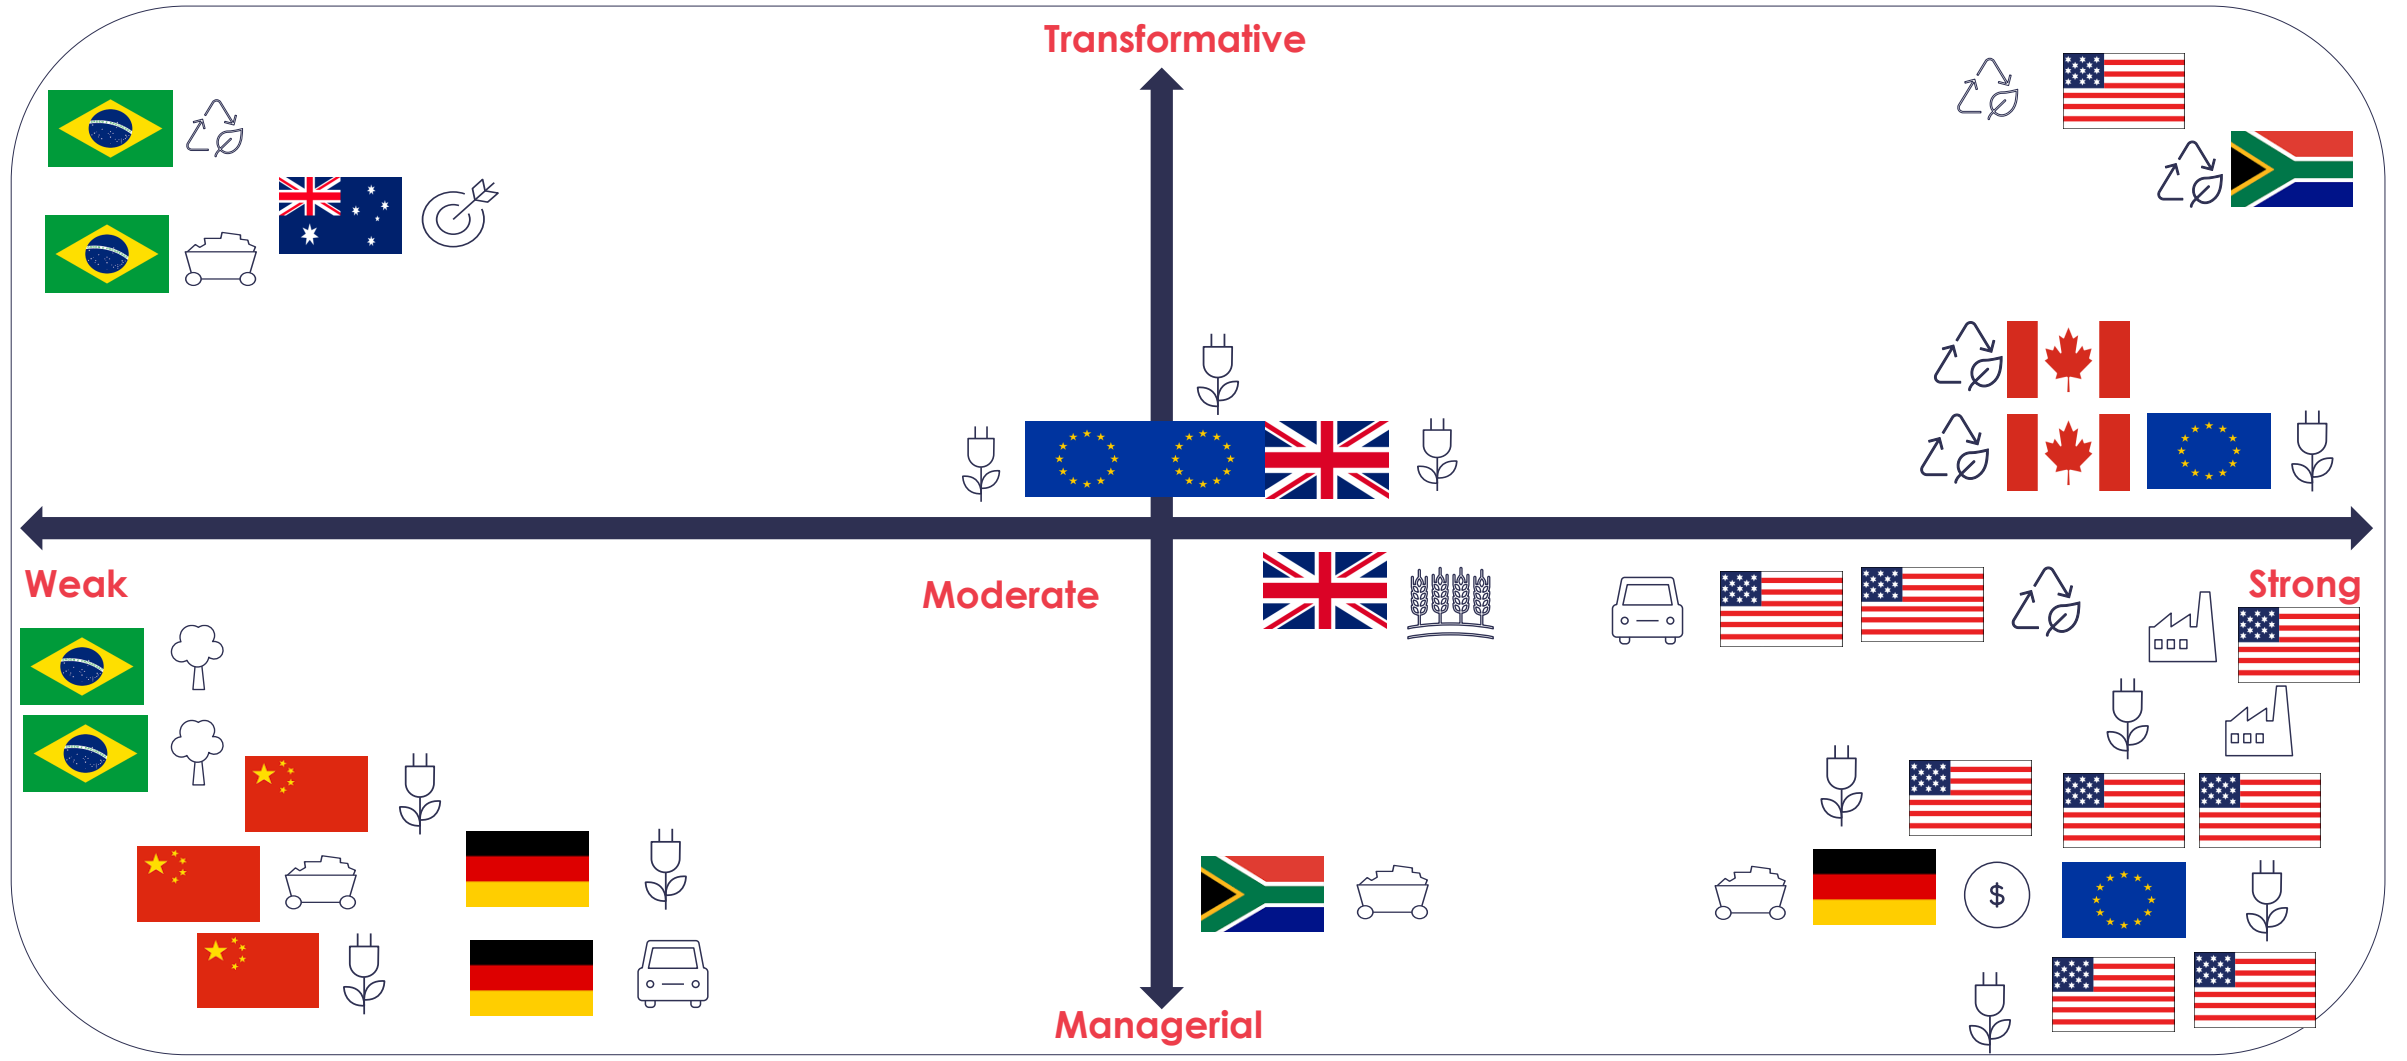 Transformative
Weak
Moderate
Strong
$
Managerial